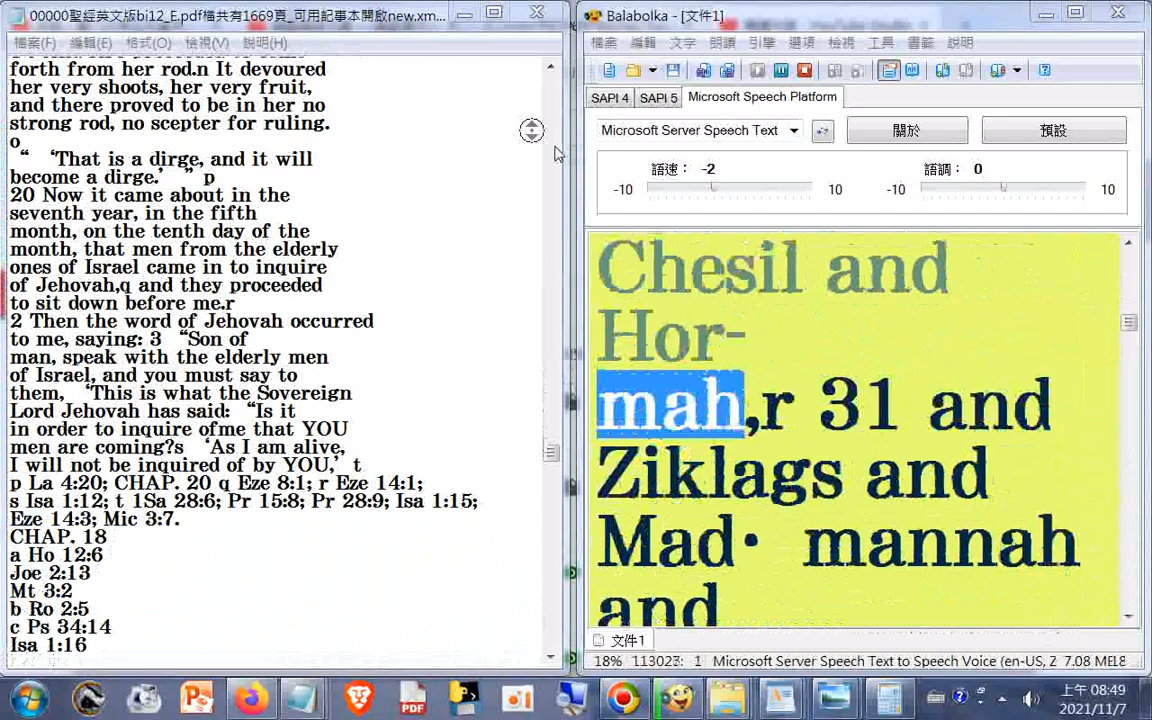 00000聖經英文版bi12_E.pdf檔共有1669頁_可用記事本開啟new.xm...
檔案(F) 編輯(E) 格式(O) 檢視(V) 說明(H)
forth from her rod.n It devoured
her very shoots, her very fruit,
and there proved to be in her no
strong rod, no scepter for ruling.
o
“ ‘That is a dirge, and it will
become a dirge.’ ” p
20 Now it came about in the
seventh year, in the fifth
month, on the tenth day of the
month, that men from the elderly
ones of Israel came in to inquire
of Jehovah,q and they proceeded
to sit down before me.r
2 Then the word of Jehovah occurred
to me, saying: 3 “Son of
man, speak with the elderly men
of Israel, and you must say to
them, ‘This is what the Sovereign
Lord Jehovah has said: “Is it
in order to inquire ofme that YOU
men are coming?s ‘As I am alive,
I will not be inquired of by YOU,’ t
p La 4:20; CHAP. 20 q Eze 8:1; r Eze 14:1;
s Isa 1:12; t 1Sa 28:6; Pr 15:8; Pr 28:9; Isa 1:15;
Eze 14:3; Mic 3:7.
CHAP. 18
a Ho 12:6
Joe 2:13
Mt 3:2
b Ro 2:5
c Ps 34:14
Isa 1:16
Balabolka - [文件1]
檔案 編輯 文字 朗讀 引擎 選項 檢視 工具 書籤 說明
SAPI 4 SAPI 5 Microsoft Speech Platform
Microsoft Server Speech Text 關於 預設
語速: -2 語調: 0
-10 10 -10 10
Chesil and
Hor-
mah,r 31 and
Ziklags and
Mad· mannah
and
文件1
18% 113023: 1 Microsoft Server Speech Text to Speech Voice (en-US, Z 7.08 MEL8
PDF
上午 08:49
2021/11/7